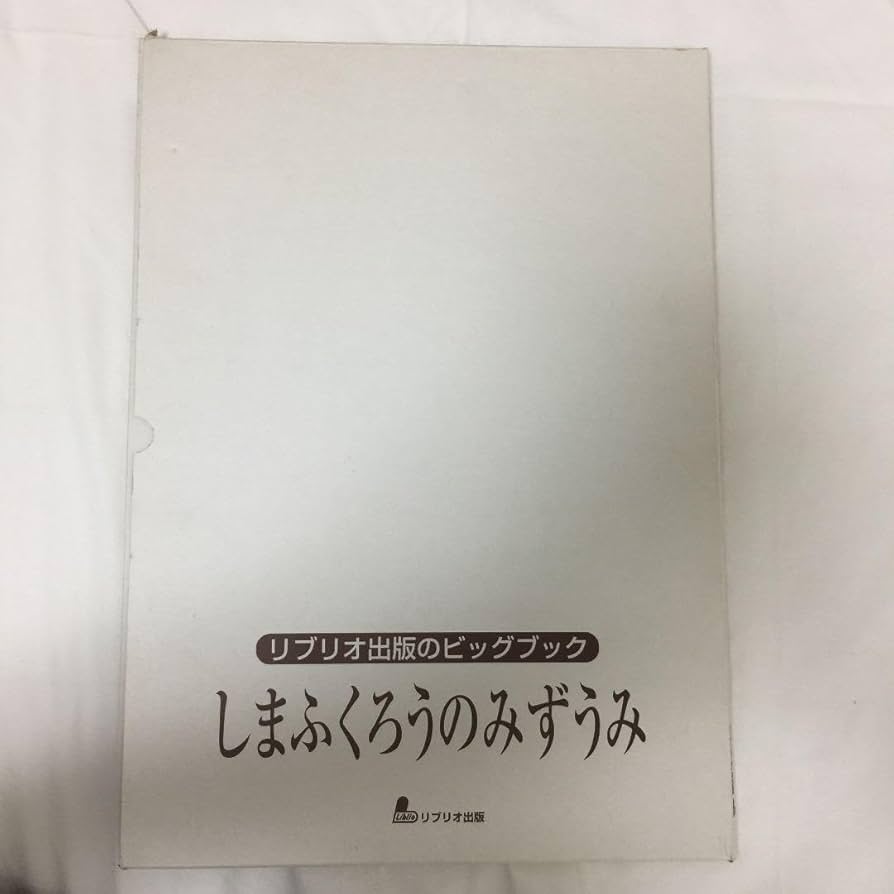 リブリオ出版のビッグブック
しまふくろうのみずうみ
Liblio リブリオ出版